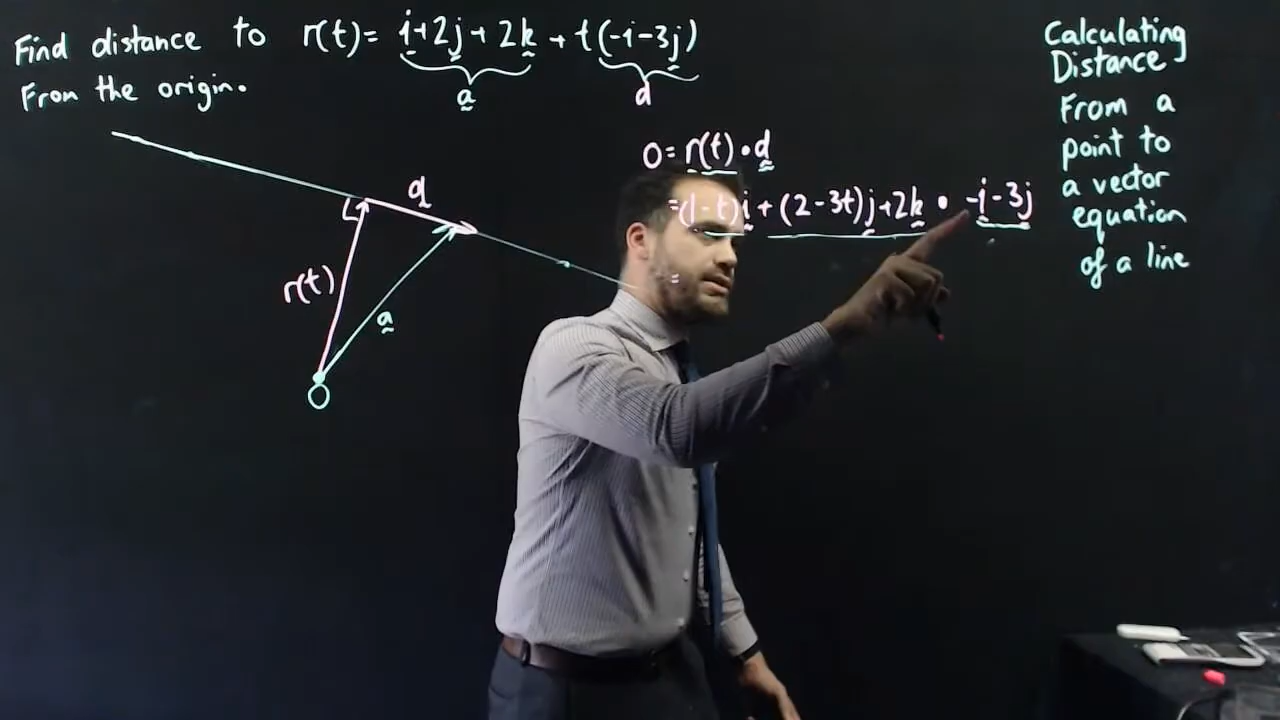 Find distance to r(t) = i + 2j + 2k + t(-i - 3j)
From the origin.
a
d
0 = r(t) • d
= (1 - t)i + (2 - 3t)j + 2k • -i - 3j
=
d
r(t)
a
O
Calculating
Distance
From a
point to
a vector
equation
of a line